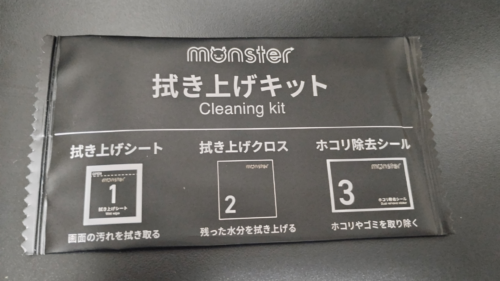 monster
拭き上げキット
Cleaning kit
拭き上げシート
拭き上げクロス
ホコリ除去シール
monster
1
拭き上げシート
monster
2
monster
3
ホコリ除去シール
画面の汚れを拭き取る
残った水分を拭き上げる
ホコリやゴミを取り除く